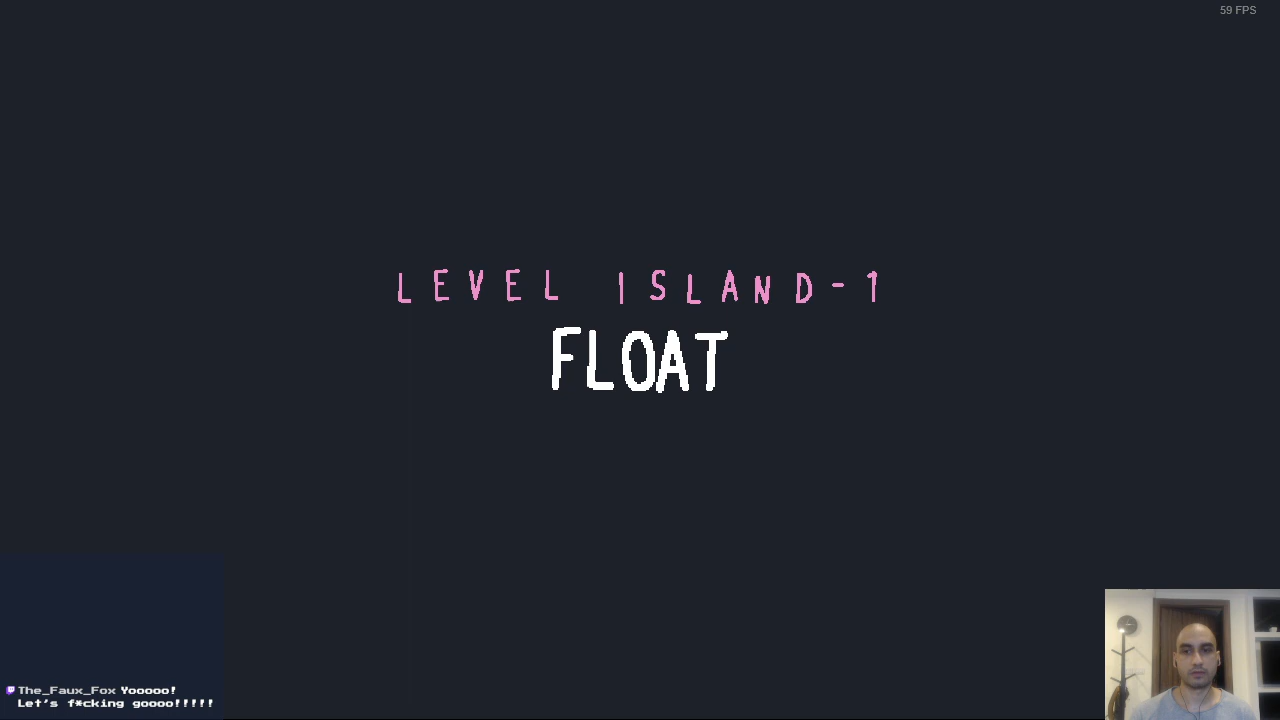 59 FPS
LEVEL ISLAND-1
FLOAT
The_Faux_Fox Yooooo!
Let's f*cking goooo!!!!!